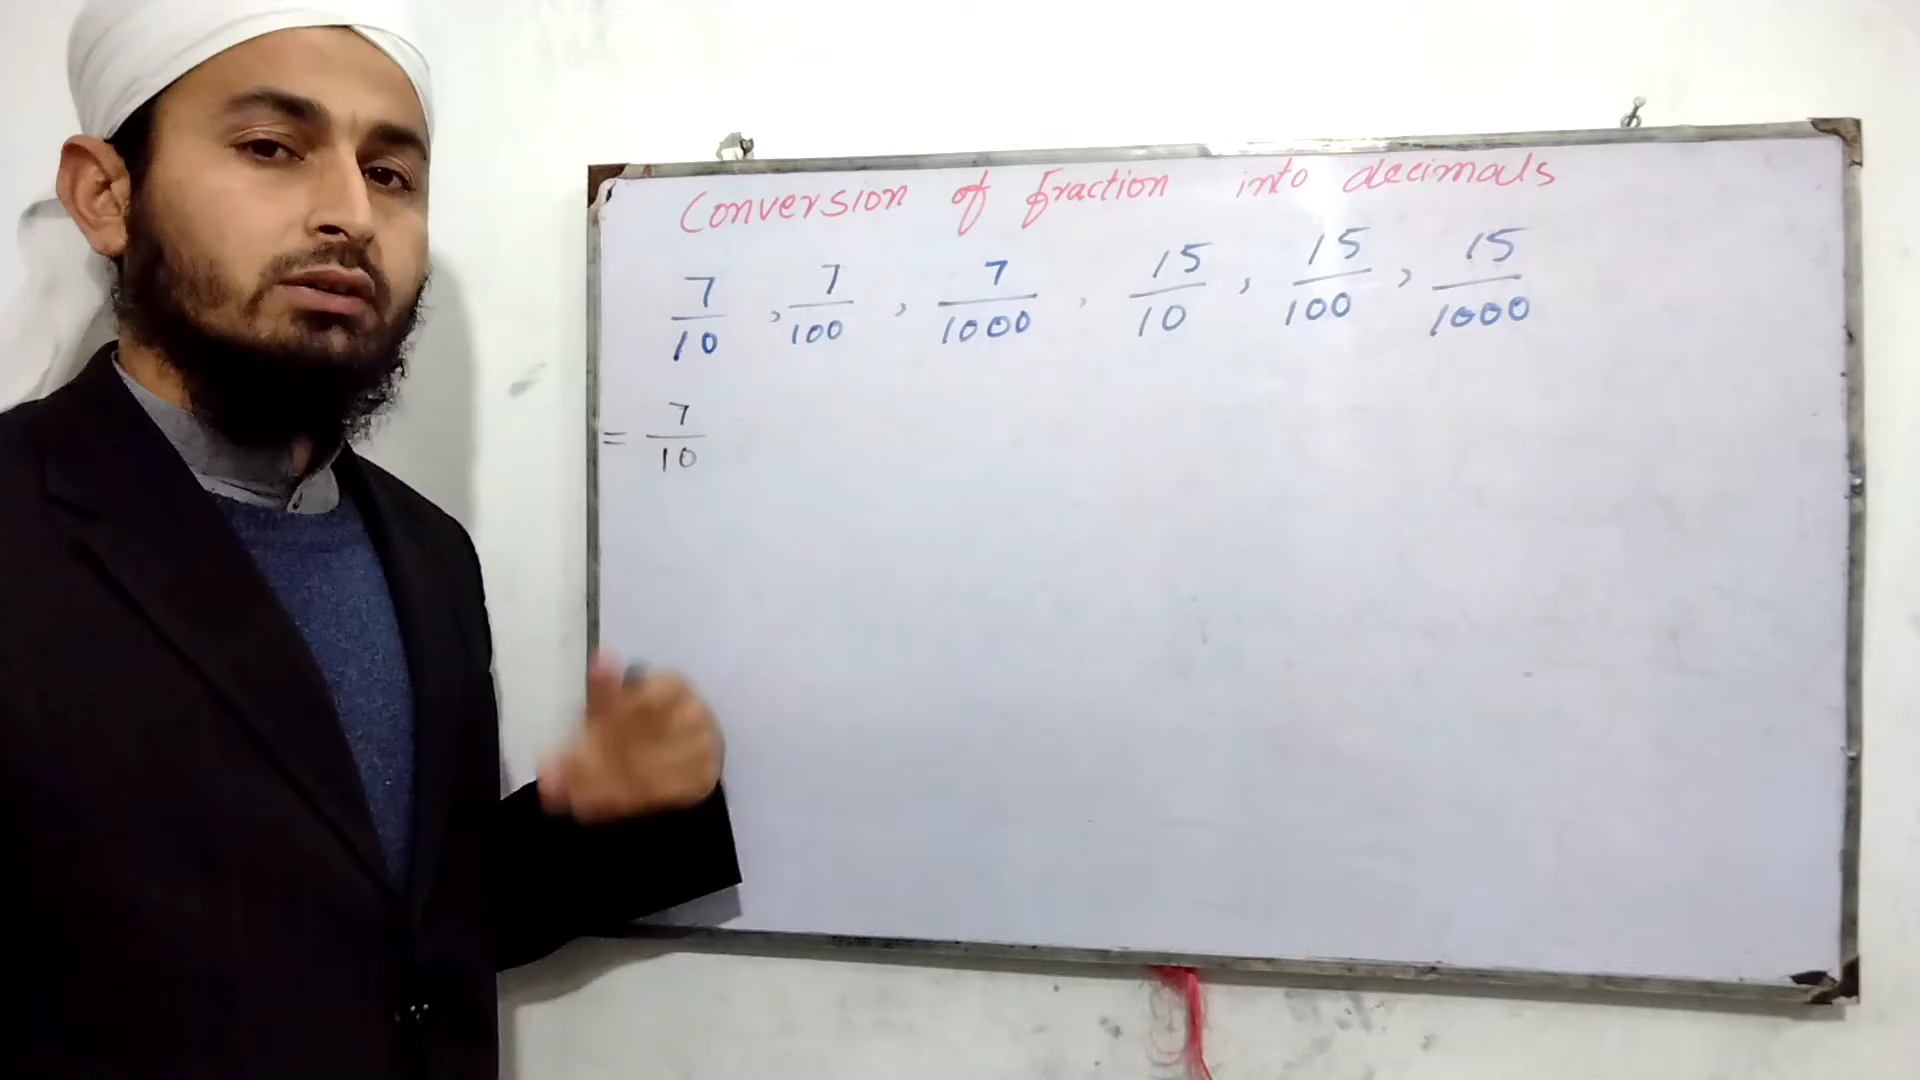 Conversion of fraction into decimals
7/10 , 7/100 , 7/1000 , 15/10 , 15/100 , 15/1000
= 7/10